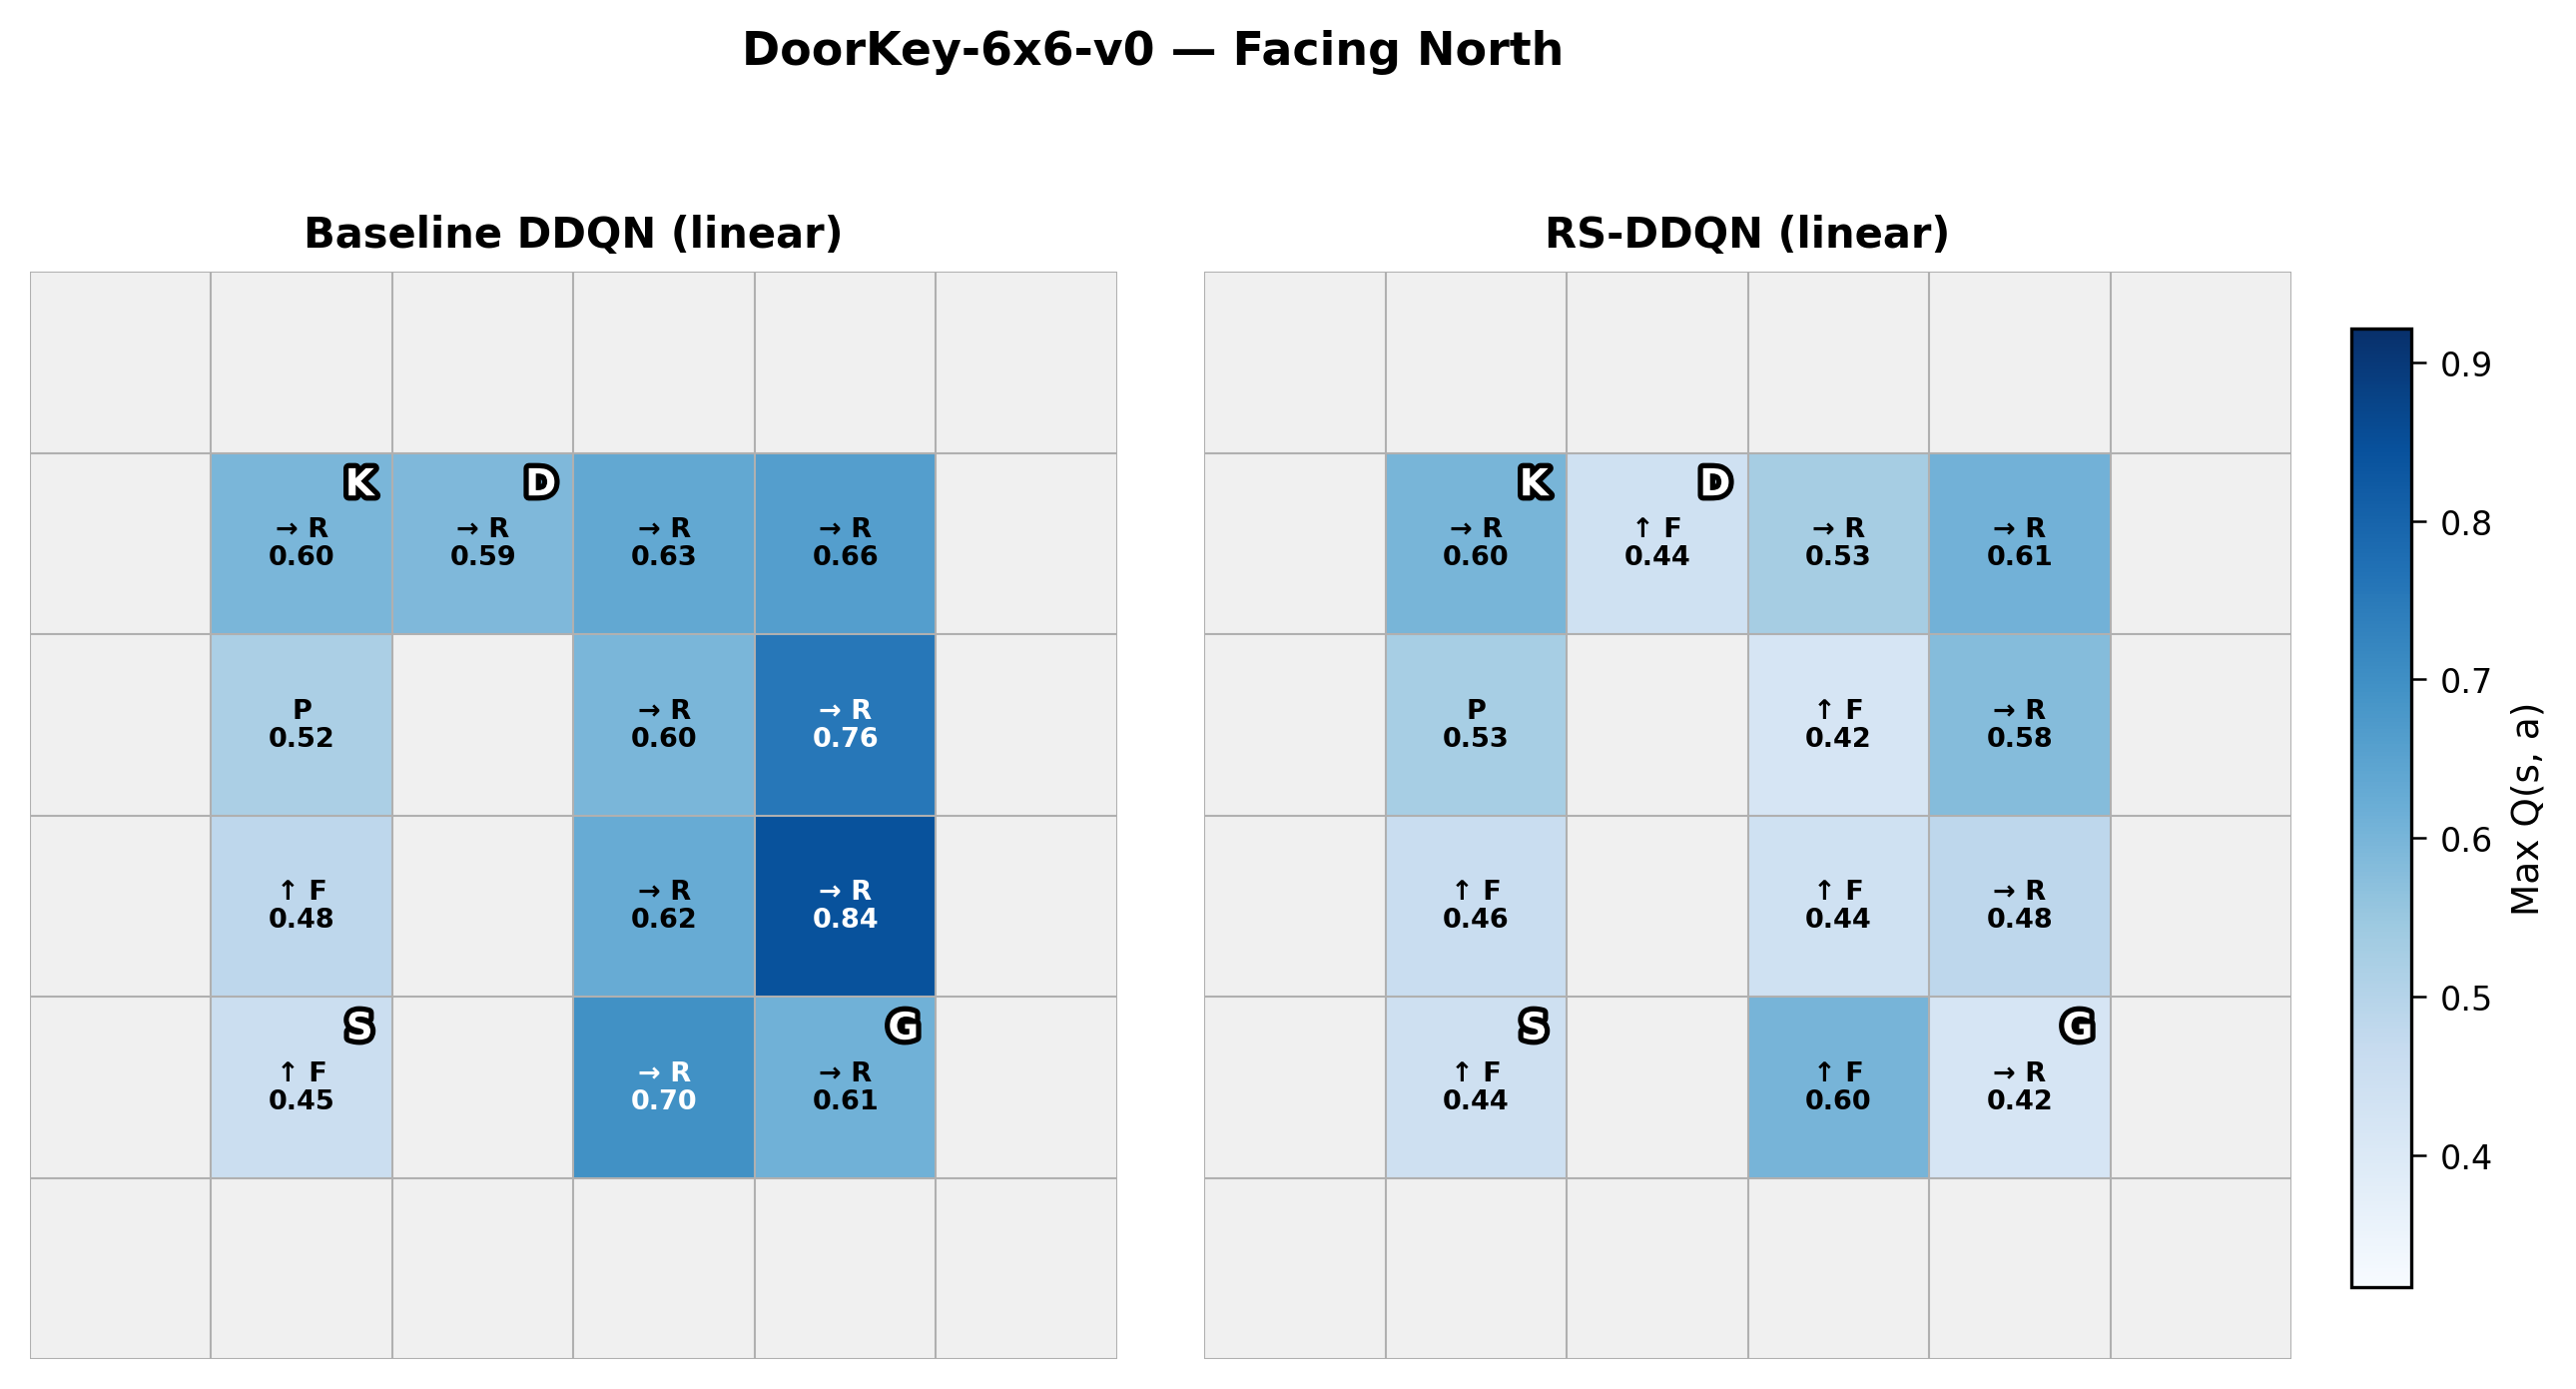 DoorKey-6x6-v0 — Facing North
Baseline DDQN (linear)
K
→ R
0.60
D
→ R
0.59
→ R
0.63
→ R
0.66
P
0.52
→ R
0.60
→ R
0.76
↑ F
0.48
→ R
0.62
→ R
0.84
S
↑ F
0.45
→ R
0.70
G
→ R
0.61
RS-DDQN (linear)
K
→ R
0.60
D
↑ F
0.44
→ R
0.53
→ R
0.61
P
0.53
↑ F
0.42
→ R
0.58
↑ F
0.46
↑ F
0.44
→ R
0.48
S
↑ F
0.44
↑ F
0.60
G
→ R
0.42
0.9
0.8
0.7
0.6
0.5
0.4
Max Q(s, a)